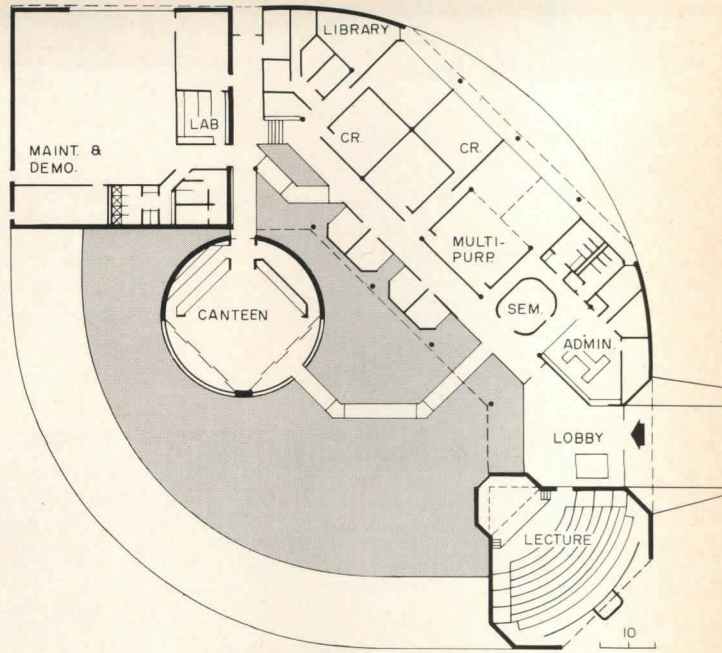 LIBRARY
LAB
CR.
MAINT. &
DEMO.
CR.
MULTI-
PURP.
SEM.
CANTEEN
ADMIN.
LOBBY
LECTURE
10